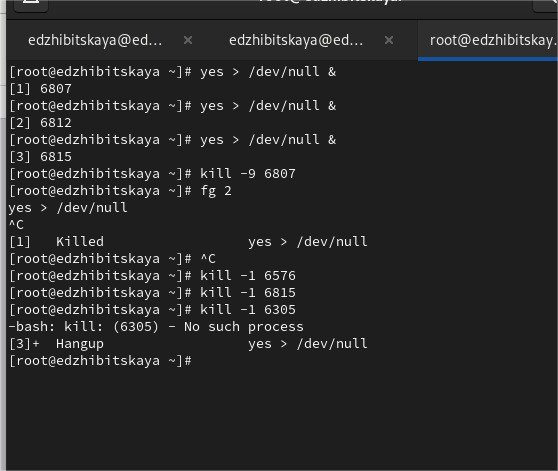 edzhibitskaya@ed... × edzhibitskaya@ed... × root@edzhibitskay.
[root@edzhibitskaya ~]# yes > /dev/null &
[1] 6807
[root@edzhibitskaya ~]# yes > /dev/null &
[2] 6812
[root@edzhibitskaya ~]# yes > /dev/null &
[3] 6815
[root@edzhibitskaya ~]# kill -9 6807
[root@edzhibitskaya ~]# fg 2
yes > /dev/null
^C
[1]   Killed                  yes > /dev/null
[root@edzhibitskaya ~]# ^C
[root@edzhibitskaya ~]# kill -1 6576
[root@edzhibitskaya ~]# kill -1 6815
[root@edzhibitskaya ~]# kill -1 6305
-bash: kill: (6305) - No such process
[3]+  Hangup                  yes > /dev/null
[root@edzhibitskaya ~]#